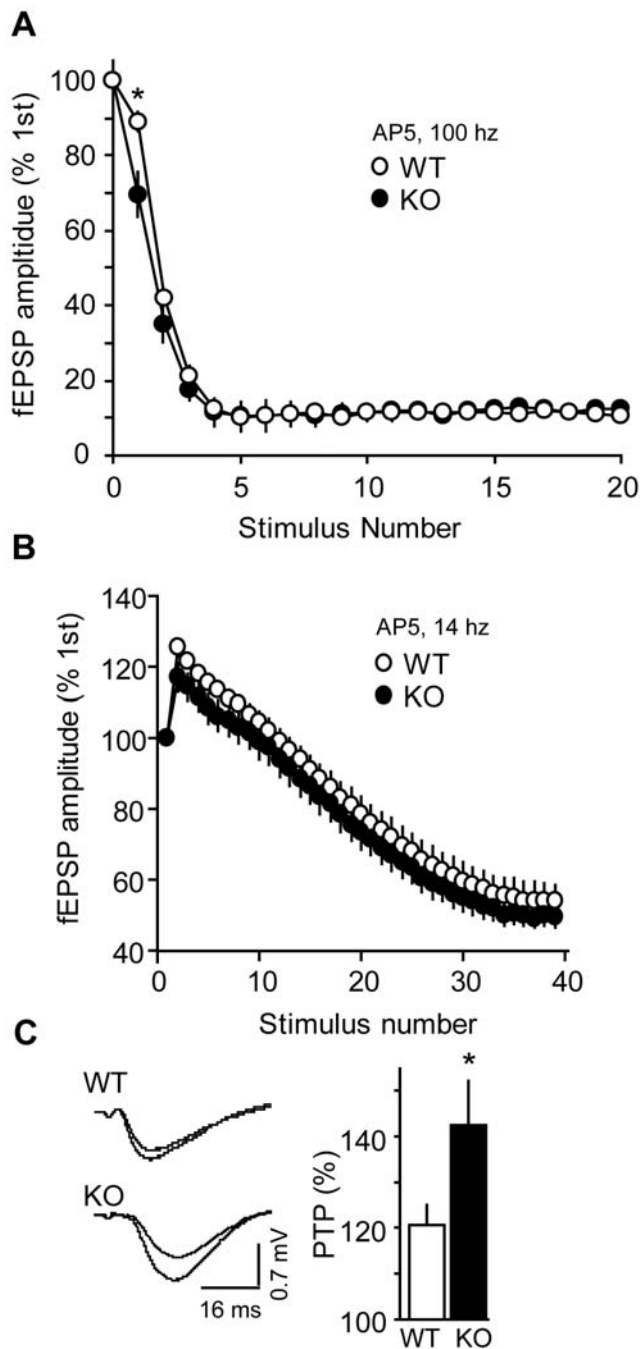 A
fEPSP ampltidue (% 1st)
100
80
60
40
20
0
*
AP5, 100 hz
WT
KO
0 5 10 15 20
Stimulus Number
B
fEPSP amplitude (% 1st)
140
120
100
80
60
40
AP5, 14 hz
WT
KO
0 10 20 30 40
Stimulus number
C
WT
KO
0.7 mV
16 ms
PTP (%)
140
120
100
*
WT KO